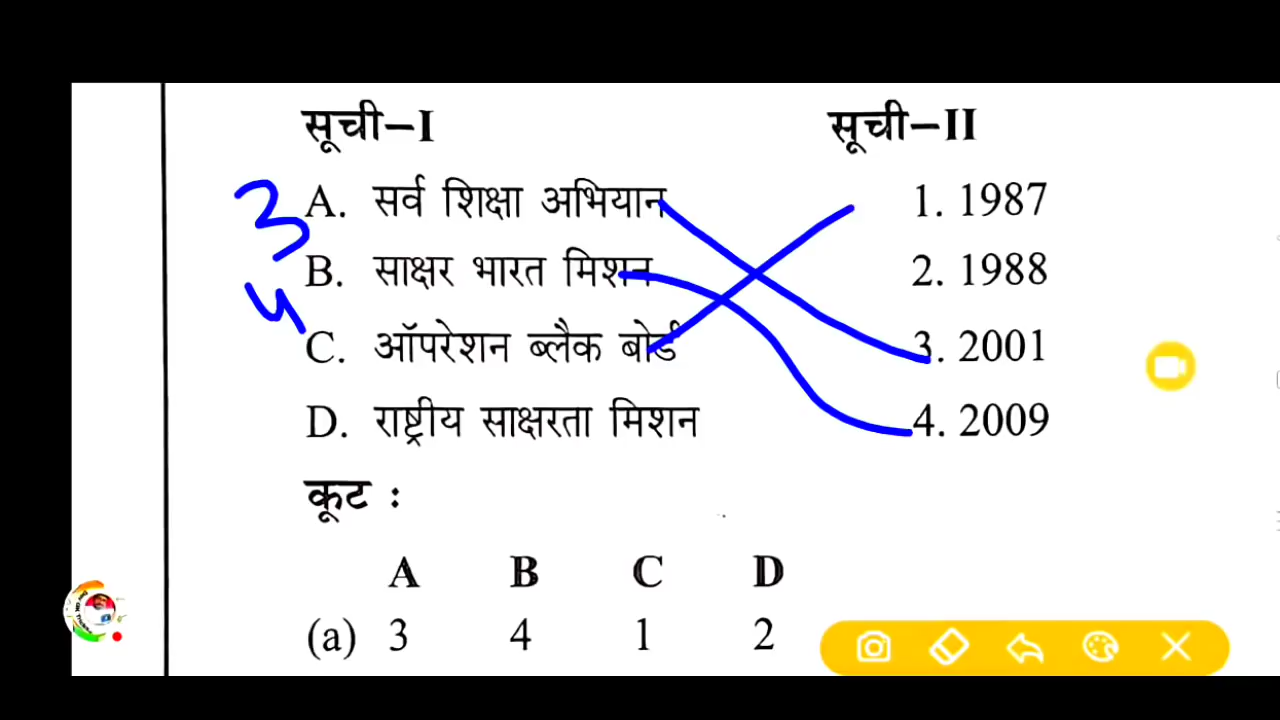 सूची–I सूची–II
3 A. सर्व शिक्षा अभियान 1. 1987
4 B. साक्षर भारत मिशन 2. 1988
C. ऑपरेशन ब्लैक बोर्ड 3. 2001
D. राष्ट्रीय साक्षरता मिशन 4. 2009
कूट :
A B C D
(a) 3 4 1 2